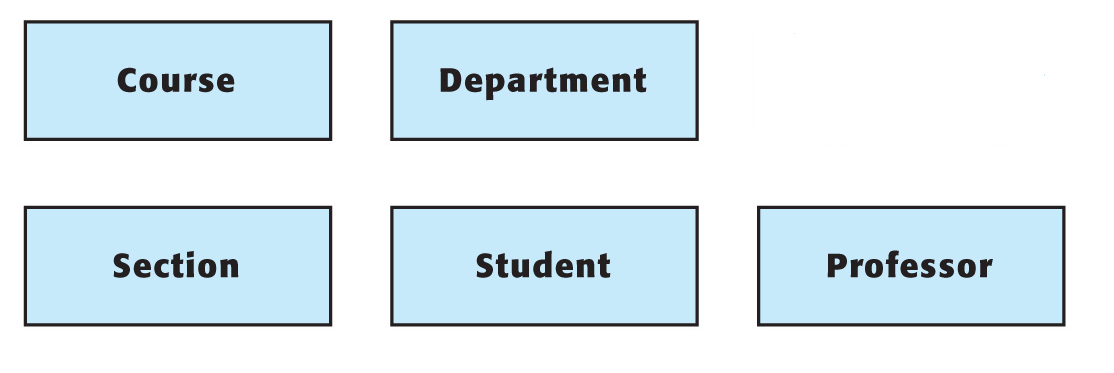 Course
Department
Section
Student
Professor